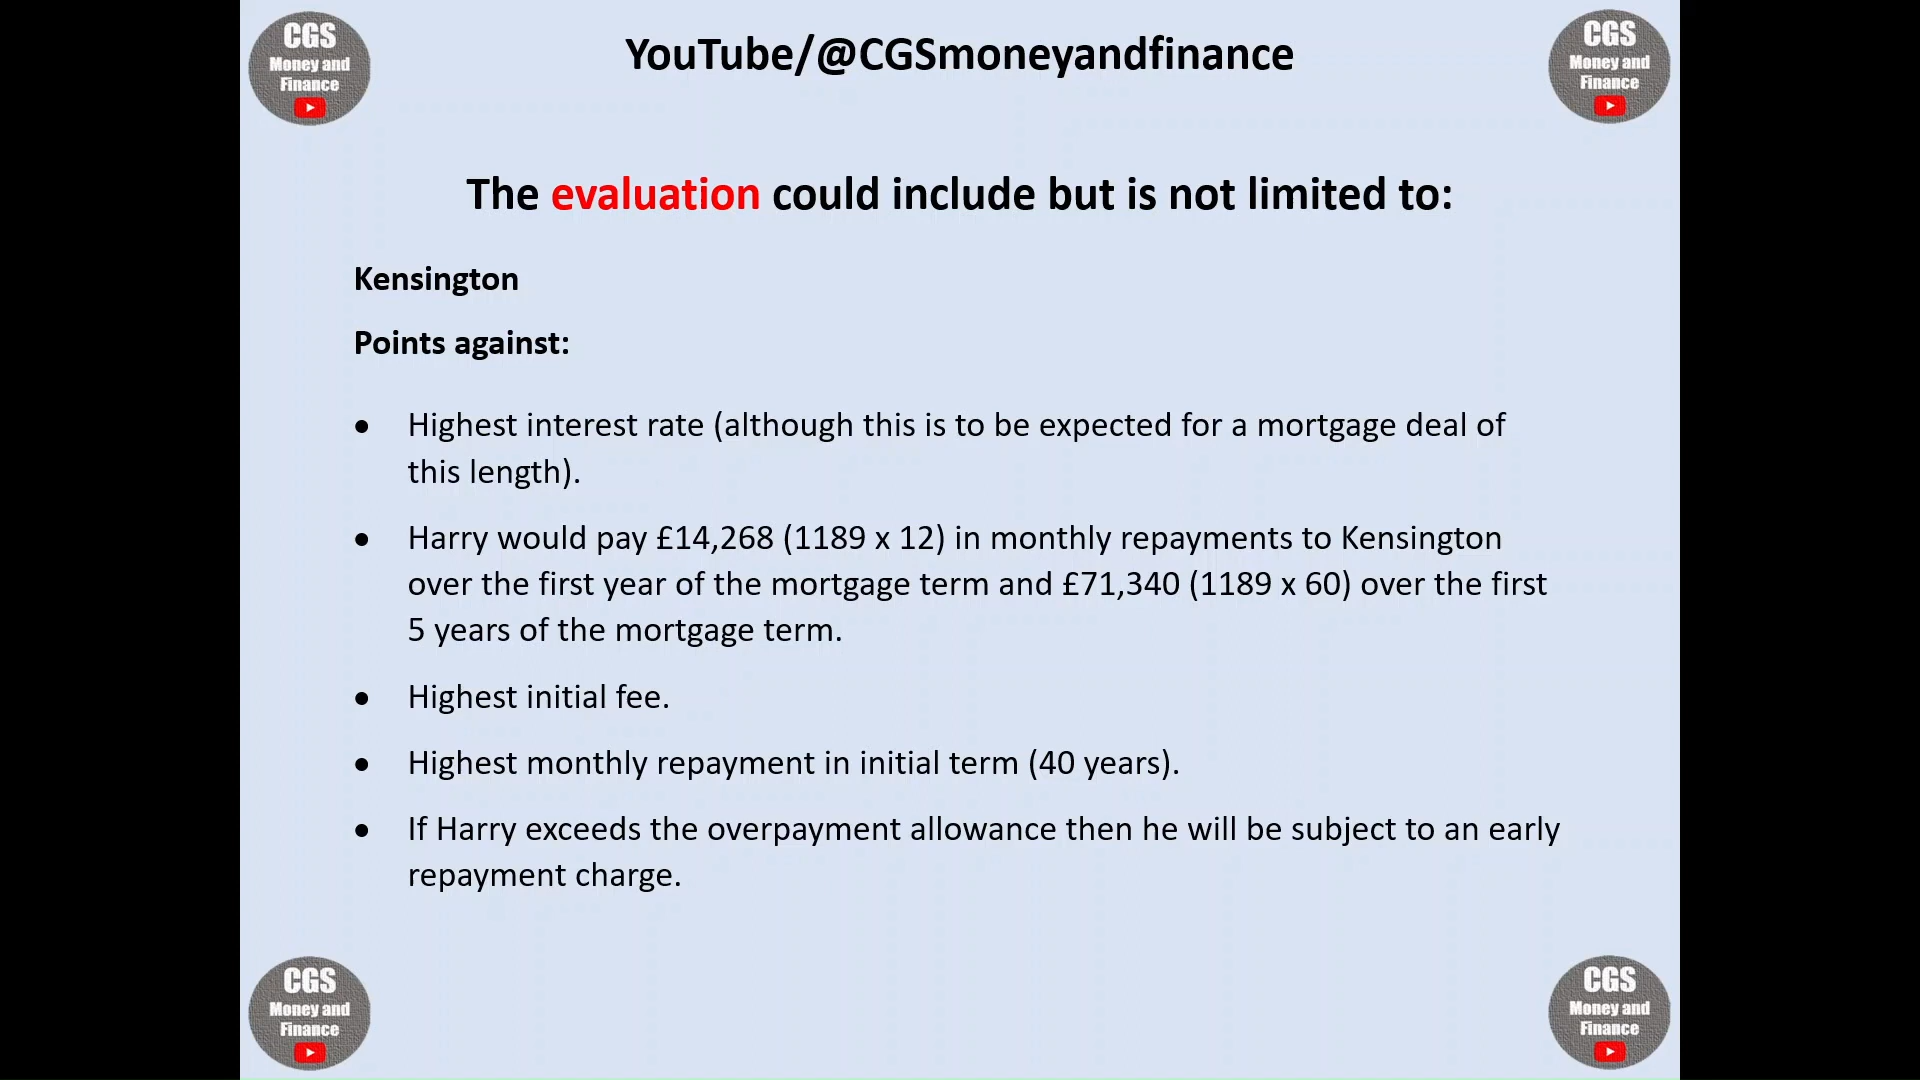 CGS
Money and
Finance
YouTube/@CGSmoneyandfinance
CGS
Money and
Finance
The evaluation could include but is not limited to:
Kensington
Points against:
• Highest interest rate (although this is to be expected for a mortgage deal of
this length).
• Harry would pay £14,268 (1189 x 12) in monthly repayments to Kensington
over the first year of the mortgage term and £71,340 (1189 x 60) over the first
5 years of the mortgage term.
• Highest initial fee.
• Highest monthly repayment in initial term (40 years).
• If Harry exceeds the overpayment allowance then he will be subject to an early
repayment charge.
CGS
Money and
Finance
CGS
Money and
Finance